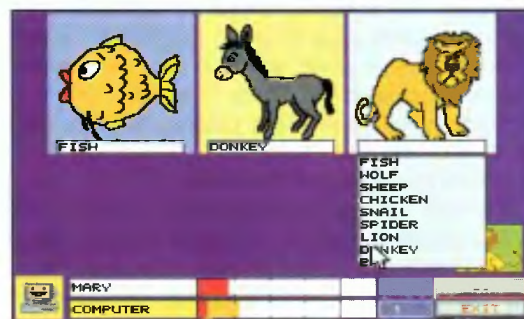 FISH
DONKEY
FISH
WOLF
SHEEP
CHICKEN
SNAIL
SPIDER
LION
DONKEY
MARY
COMPUTER
EXIT